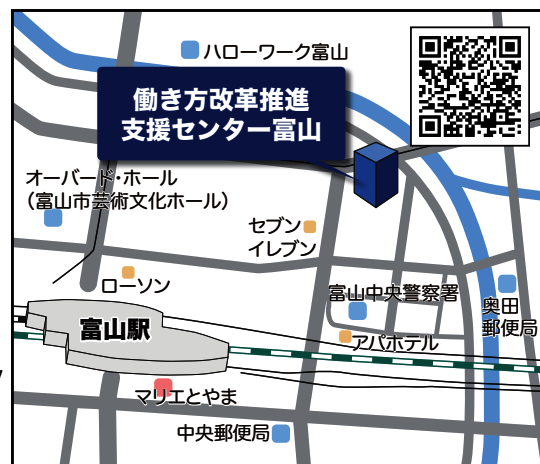 ハローワーク富山
働き方改革推進
支援センター富山
オーバード・ホール
（富山市芸術文化ホール）
セブン
イレブン
ローソン
富山中央警察署
奥田
郵便局
富山駅
アパホテル
マリエとやま
中央郵便局